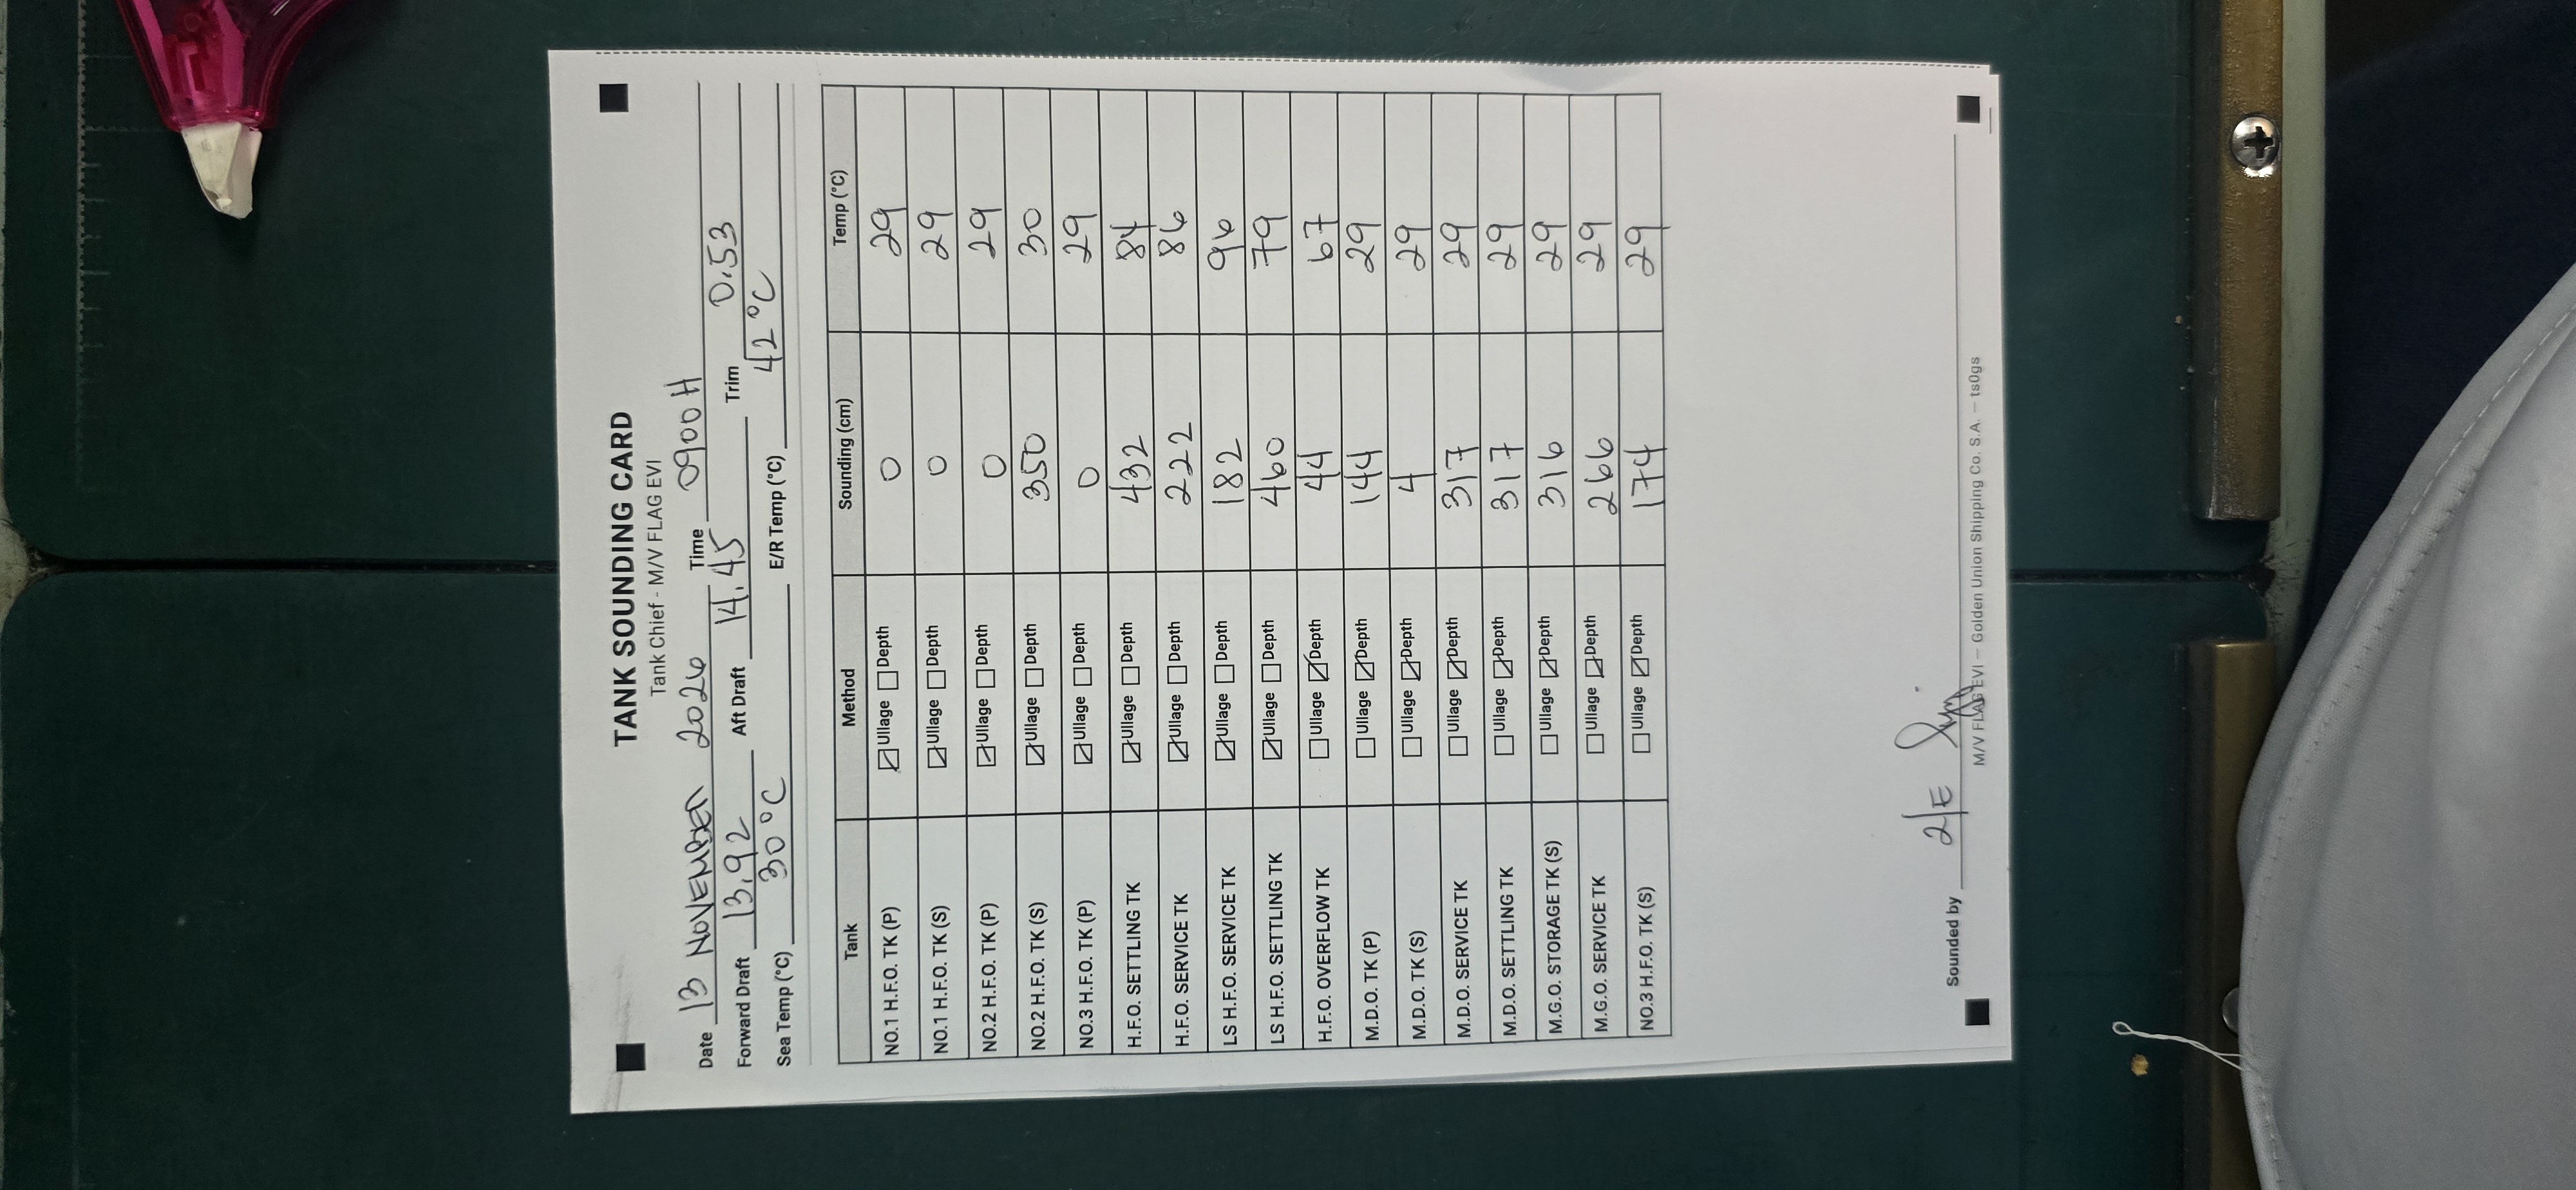 TANK SOUNDING CARD
Tank Chief - M/V FLAG EVI
Date 13 NOVEMBER 2026 Time 0900 H
Forward Draft 13.92 Aft Draft 14.45 Trim 0.53
Sea Temp (°C) 30°C E/R Temp (°C) 42°C
Tank Method Sounding (cm) Temp (°C)
NO.1 H.F.O. TK (P) ☑ Ullage ☐ Depth 0 29
NO.1 H.F.O. TK (S) ☑ Ullage ☐ Depth 0 29
NO.2 H.F.O. TK (P) ☑ Ullage ☐ Depth 0 29
NO.2 H.F.O. TK (S) ☑ Ullage ☐ Depth 350 30
NO.3 H.F.O. TK (P) ☑ Ullage ☐ Depth 0 29
H.F.O. SETTLING TK ☑ Ullage ☐ Depth 432 84
H.F.O. SERVICE TK ☑ Ullage ☐ Depth 222 86
LS H.F.O. SERVICE TK ☑ Ullage ☐ Depth 182 96
LS H.F.O. SETTLING TK ☑ Ullage ☐ Depth 460 79
H.F.O. OVERFLOW TK ☐ Ullage ☑ Depth 44 67
M.D.O. TK (P) ☐ Ullage ☑ Depth 144 29
M.D.O. TK (S) ☐ Ullage ☑ Depth 4 29
M.D.O. SERVICE TK ☐ Ullage ☑ Depth 317 29
M.D.O. SETTLING TK ☐ Ullage ☑ Depth 317 29
M.G.O. STORAGE TK (S) ☐ Ullage ☑ Depth 316 29
M.G.O. SERVICE TK ☐ Ullage ☑ Depth 266 29
NO.3 H.F.O. TK (S) ☐ Ullage ☑ Depth 174 29
Sounded by 2/E
M/V FLAG EVI — Golden Union Shipping Co. S.A. — ts0gs